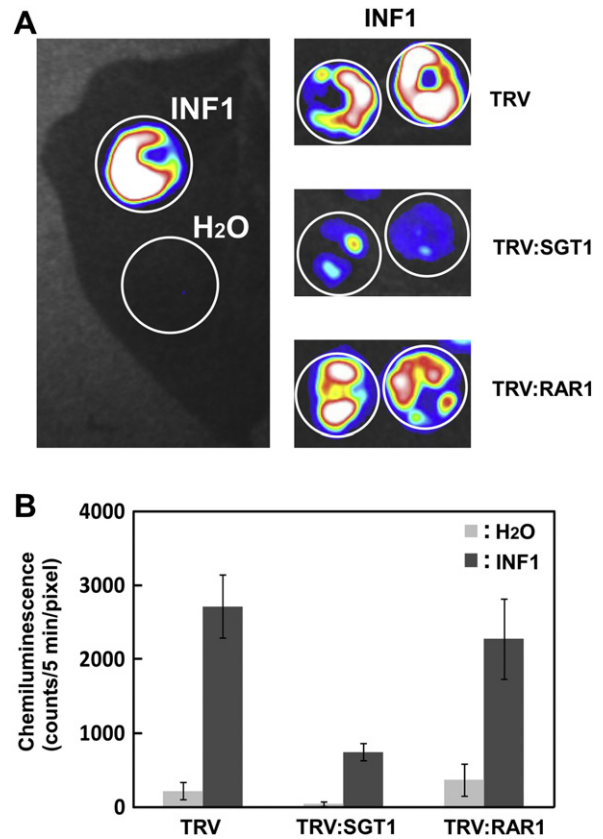 A
INF1
INF1
H2O
TRV
TRV:SGT1
TRV:RAR1
B
Chemiluminescence
(counts/5 min/pixel)
4000
3000
2000
1000
0
: H2O
: INF1
TRV
TRV:SGT1
TRV:RAR1